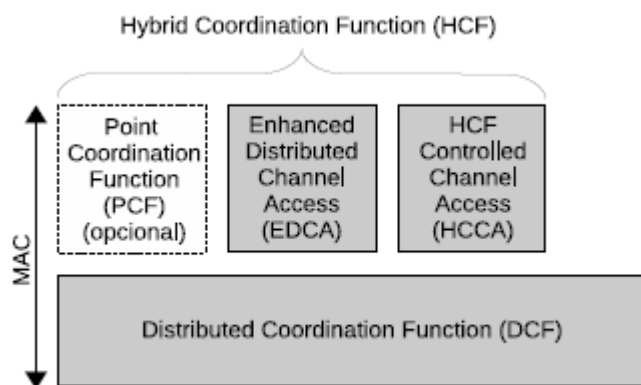 Hybrid Coordination Function (HCF)
Point
Coordination
Function
(PCF)
(opcional)
Enhanced
Distributed
Channel
Access
(EDCA)
HCF
Controlled
Channel
Access
(HCCA)
MAC
Distributed Coordination Function (DCF)